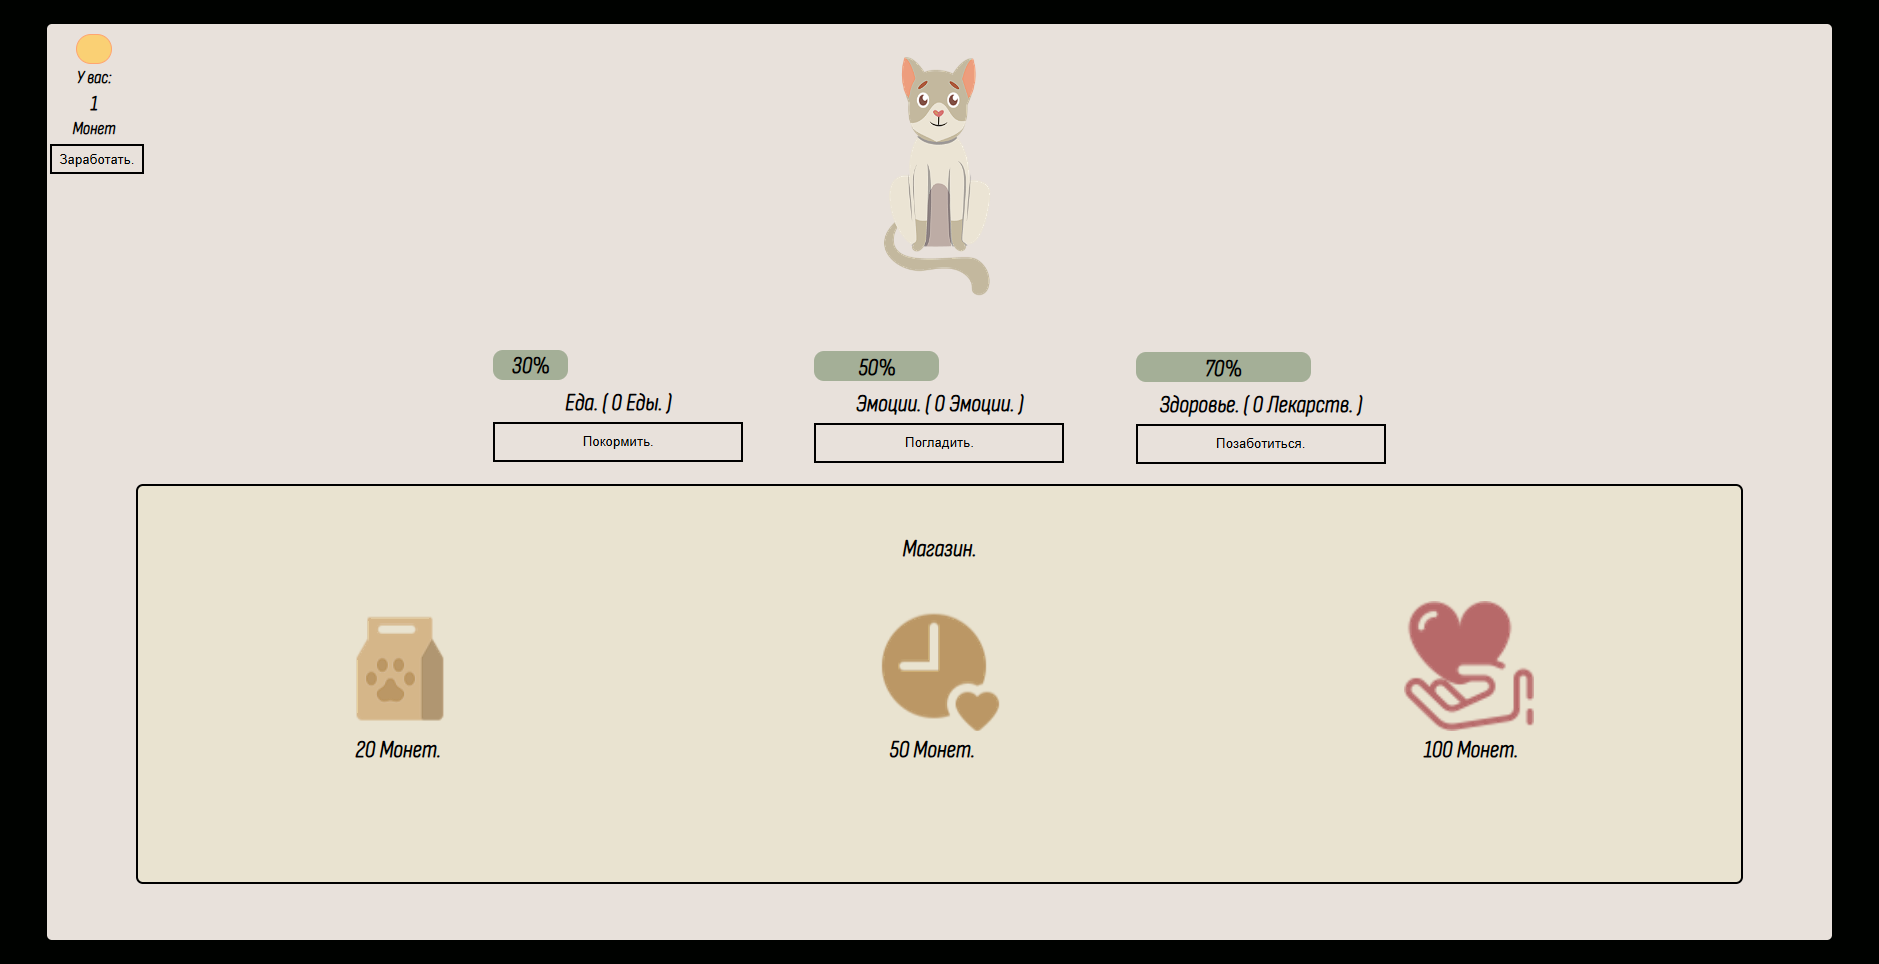 У вас:
1
Монет
Заработать.
30%
50%
70%
Еда. ( 0 Еды. )
Эмоции. ( 0 Эмоции. )
Здоровье. ( 0 Лекарств. )
Покормить.
Погладить.
Позаботиться.
Магазин.
20 Монет.
50 Монет.
100 Монет.